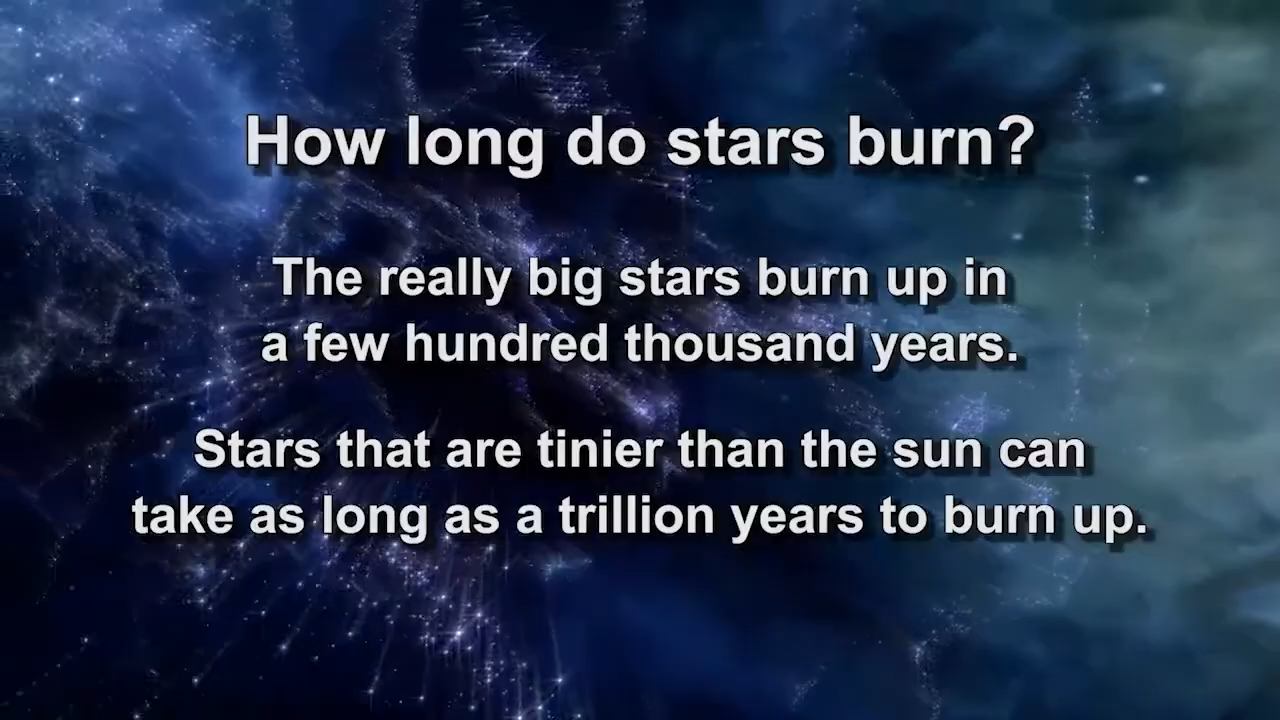 How long do stars burn?
The really big stars burn up in
a few hundred thousand years.
Stars that are tinier than the sun can
take as long as a trillion years to burn up.